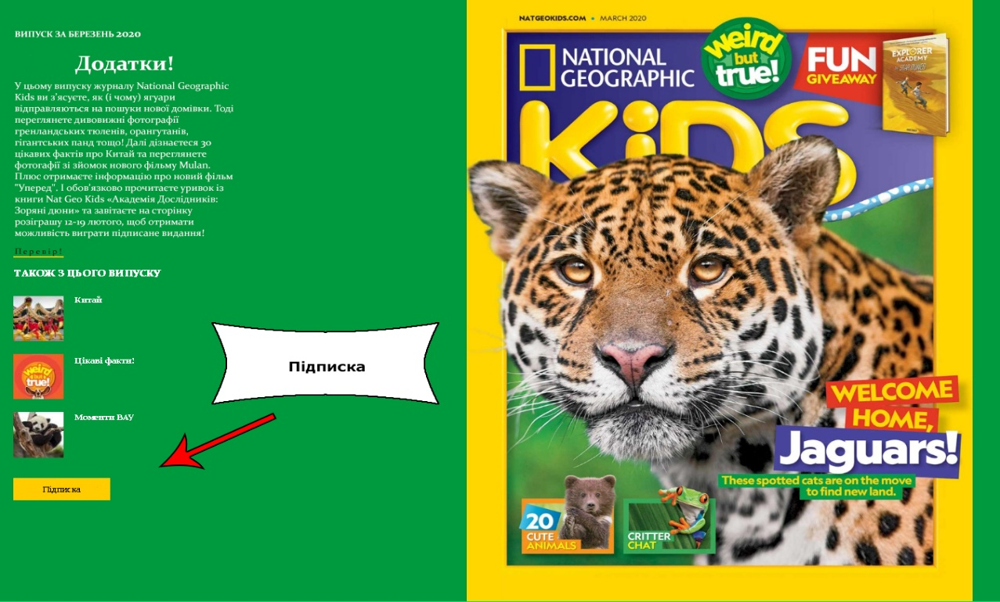 ВИПУСК ЗА БЕРЕЗЕНЬ 2020
Додатки!
У цьому випуску журналу National Geographic
Kids ви з'ясуєте, як (і чому) ягуари
відправляються на пошуки нової домівки. Тоді
переглянете дивовижні фотографії
гренландських тюленів, орангутанів,
гігантських панд тощо! Далі дізнаетеся 30
цікавих фактів про Китай та переглянете
фотогафії зі зйомок нового фільму Mulan.
Плюс отримаєте інформацію про новий фільм
"Уперед". І обов'язково прочитаєте уривок із
книги Nat Geo Kids «Академія Дослідників:
Зоряні дюни» та завітаєте на сторінку
розіграшу 12-19 лютого, щоб отримати
можливість виграти підписане видання!
Перевір!
ТАКОЖ З ЦЬОГО ВИПУСКУ
Китай
weird
but
true!
Цікаві факти!
Моменти ВАУ
Підписка
Підписка
NATGEOKIDS.COM • MARCH 2020
NATIONAL
GEOGRAPHIC
KiDS
weird
but
true!
FUN
GIVEAWAY
EXPLORER
ACADEMY
WELCOME
HOME,
Jaguars!
These spotted cats are on the move
to find new land.
20
CUTE
ANIMALS
CRITTER
CHAT